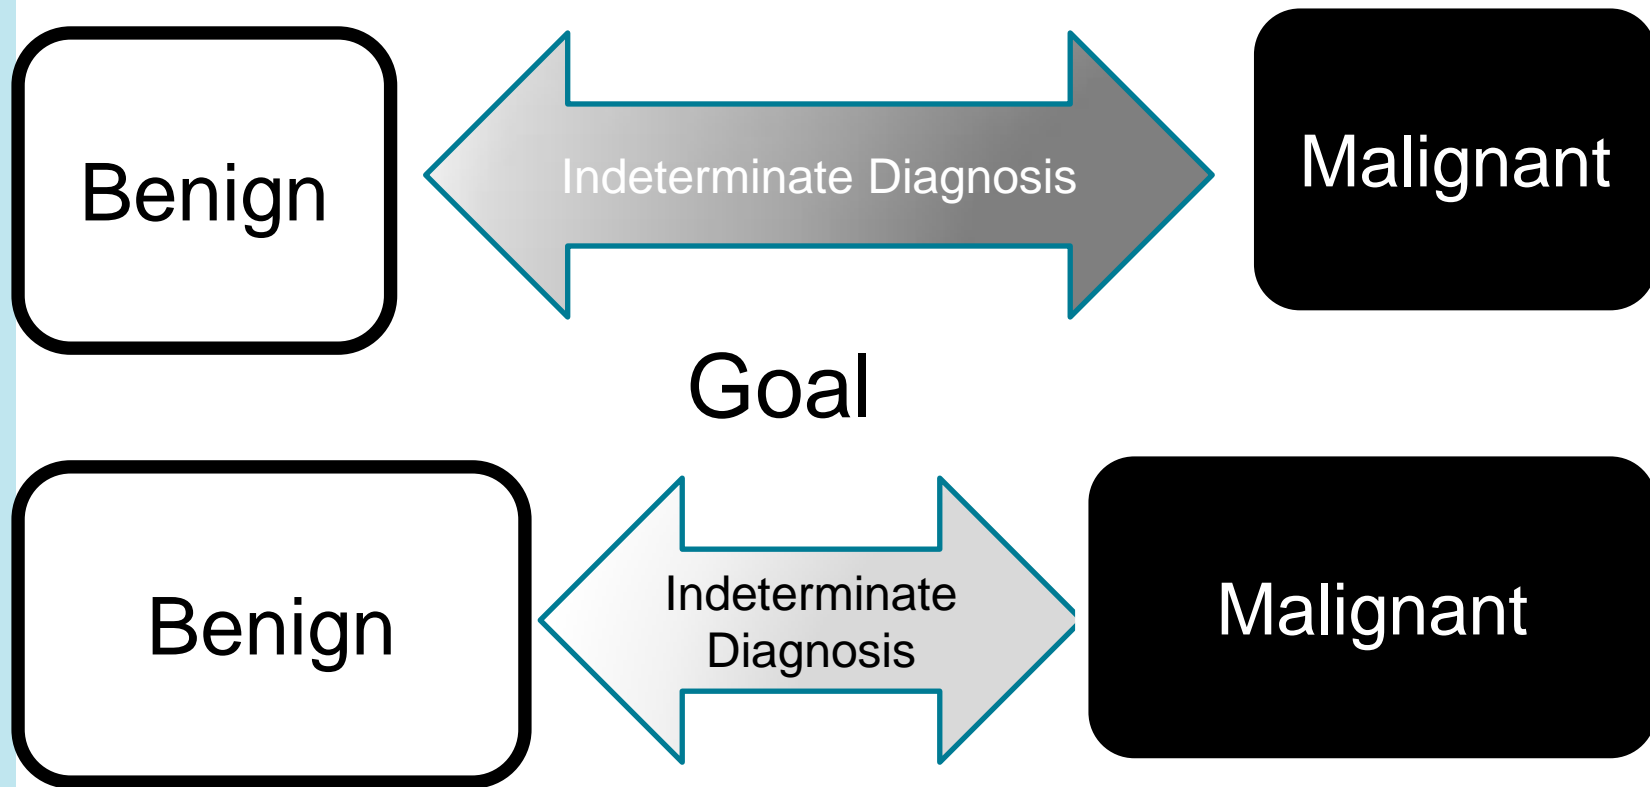 Benign
Indeterminate Diagnosis
Malignant
Goal
Benign
Indeterminate
Diagnosis
Malignant